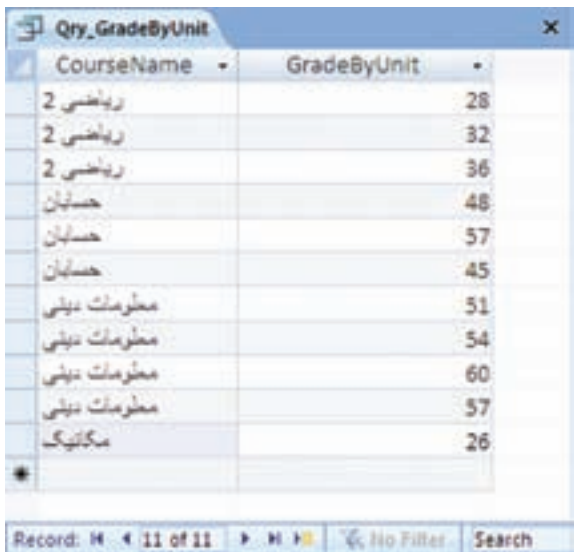 Qry_GradeByUnit
CourseName GradeByUnit
ریاضی 2 28
ریاضی 2 32
ریاضی 2 36
حسابان 48
حسابان 57
حسابان 45
معلومات دینی 51
معلومات دینی 54
معلومات دینی 60
معلومات دینی 57
مکانیک 26
Record: 11 of 11 No Filter Search